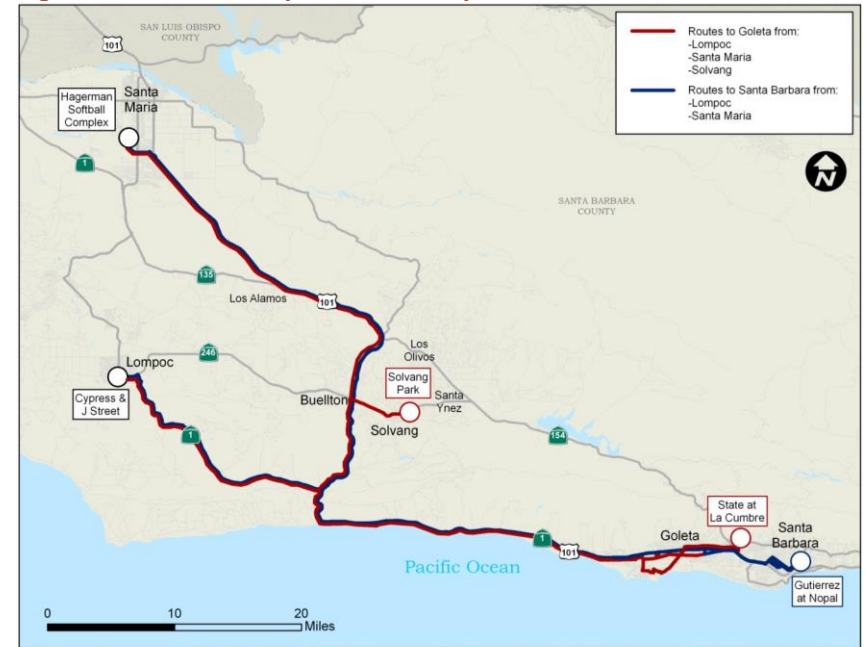 SAN LUIS OBISPO
COUNTY
101
Routes to Goleta from:
-Lompoc
-Santa Maria
-Solvang
Routes to Santa Barbara from:
-Lompoc
-Santa Maria
Hagerman
Softball
Complex
Santa
Maria
1
N
SANTA BARBARA
COUNTY
135
Los Alamos
101
Los
Olivos
246
Lompoc
Solvang
Park
Cypress &
J Street
Buellton
Santa
Ynez
Solvang
1
154
State at
La Cumbre
Goleta
Santa
Barbara
1
101
Pacific Ocean
Gutierrez
at Nopal
0 10 20
Miles